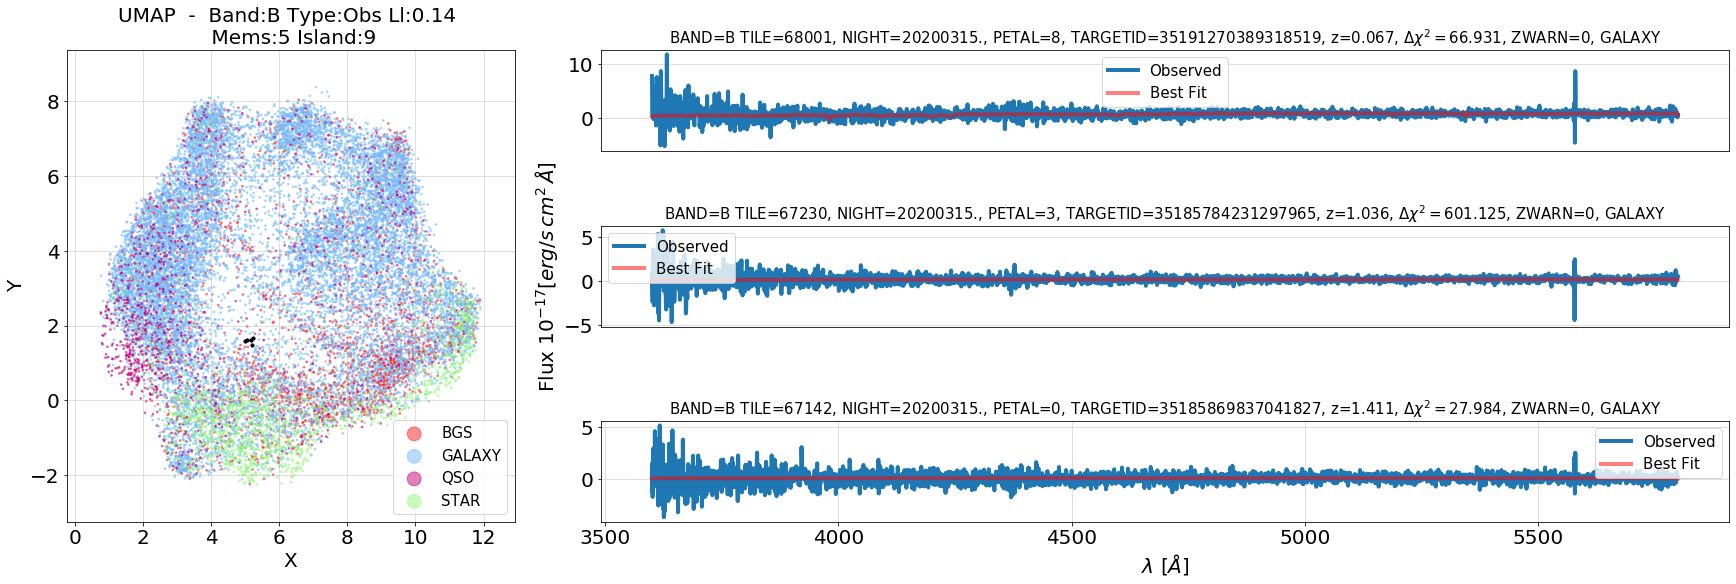 UMAP - Band:B Type:Obs Ll:0.14
Mems:5 Island:9
Y
8
6
4
2
0
−2
BGS
GALAXY
QSO
STAR
0 2 4 6 8 10 12
X
Flux 10⁻¹⁷[erg/s cm² Å]
BAND=B TILE=68001, NIGHT=20200315., PETAL=8, TARGETID=35191270389318519, z=0.067, Δχ² = 66.931, ZWARN=0, GALAXY
10
0
Observed
Best Fit
BAND=B TILE=67230, NIGHT=20200315., PETAL=3, TARGETID=35185784231297965, z=1.036, Δχ² = 601.125, ZWARN=0, GALAXY
5
0
−5
Observed
Best Fit
BAND=B TILE=67142, NIGHT=20200315., PETAL=0, TARGETID=35185869837041827, z=1.411, Δχ² = 27.984, ZWARN=0, GALAXY
5
0
Observed
Best Fit
3500 4000 4500 5000 5500
λ [Å]